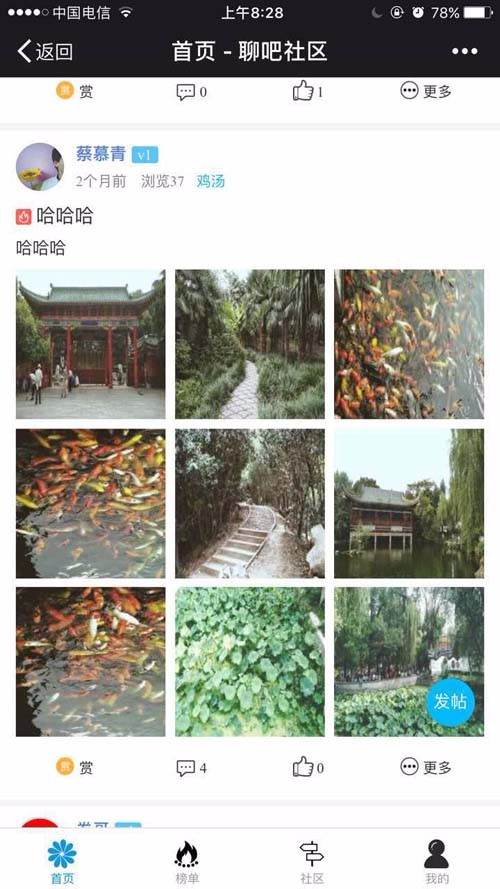 中国电信 上午8:28 78%
返回 首页 - 聊吧社区
赏 赏 0 1 更多
蔡慕青 v1
2个月前 浏览37 鸡汤
哈哈哈
哈哈哈
发帖
赏 赏 4 0 更多
首页 榜单 社区 我的